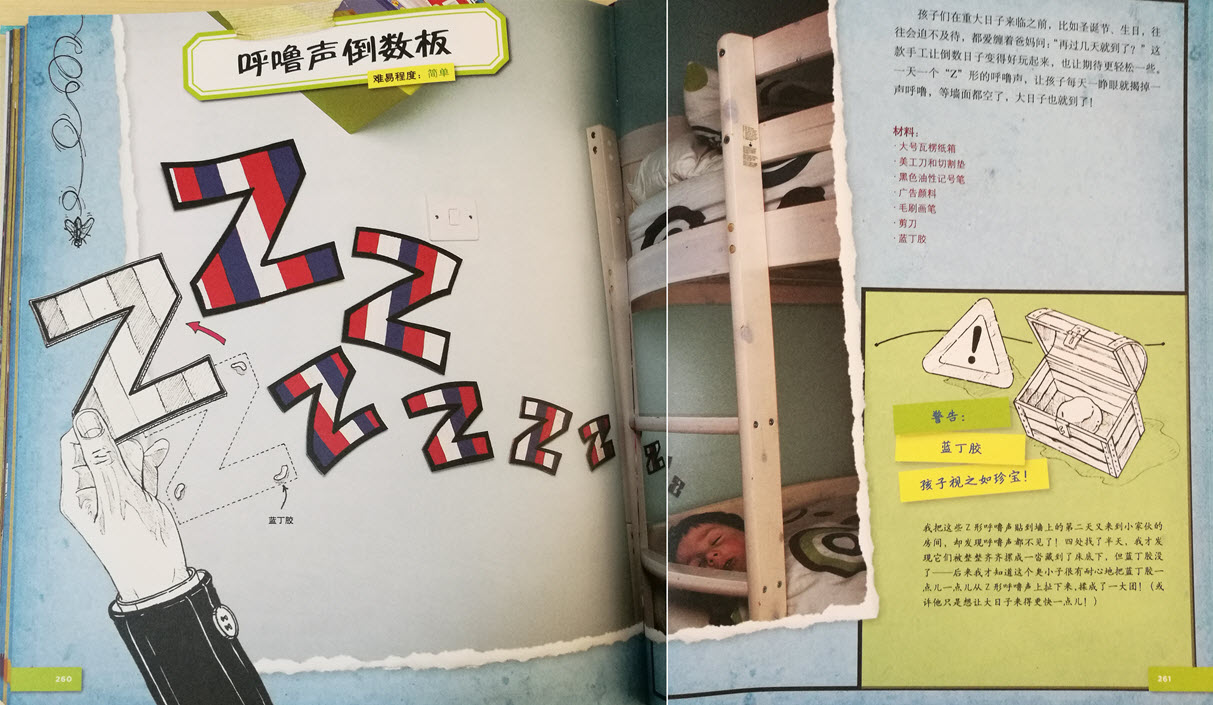 呼噜声倒数板
难易程度：简单
蓝丁胶
260
孩子们在重大日子来临之前，比如圣诞节、生日，往
往会迫不及待，都爱缠着爸妈问：“再过几天就到了？”这
款手工让倒数日子变得好玩起来，也让期待更轻松一些。
一天一个“Z”形的呼噜声，让孩子每天一睁眼就揭掉一
声呼噜，等墙面都空了，大日子也就到了！
材料：
·大号瓦楞纸箱
·美工刀和切割垫
·黑色油性记号笔
·广告颜料
·毛刷画笔
·剪刀
·蓝丁胶
警告：
蓝丁胶
孩子视之如珍宝！
我把这些Z形呼噜声贴到墙上的第二天又来到小家伙的
房间，却发现呼噜声都不见了！四处找了半天，我才发
现它们被整整齐齐摞成一沓藏到了床底下，但蓝丁胶没
了——后来我才知道这个臭小子很有耐心地把蓝丁胶一
点儿一点儿从Z形呼噜声上扯下来，揉成了一大团！（或
许他只是想让大日子来得更快一点儿！）
261